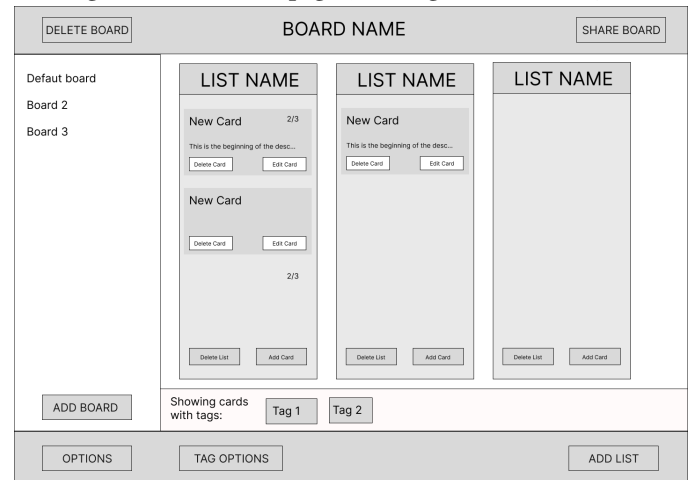 DELETE BOARD
BOARD NAME
SHARE BOARD
Defaut board
Board 2
Board 3
ADD BOARD
LIST NAME
New Card 2/3
This is the beginning of the desc...
Delete Card Edit Card
New Card
Delete Card Edit Card
2/3
Delete List Add Card
LIST NAME
New Card
This is the beginning of the desc...
Delete Card Edit Card
Delete List Add Card
LIST NAME
Delete List Add Card
Showing cards
with tags:
Tag 1 Tag 2
OPTIONS
TAG OPTIONS
ADD LIST